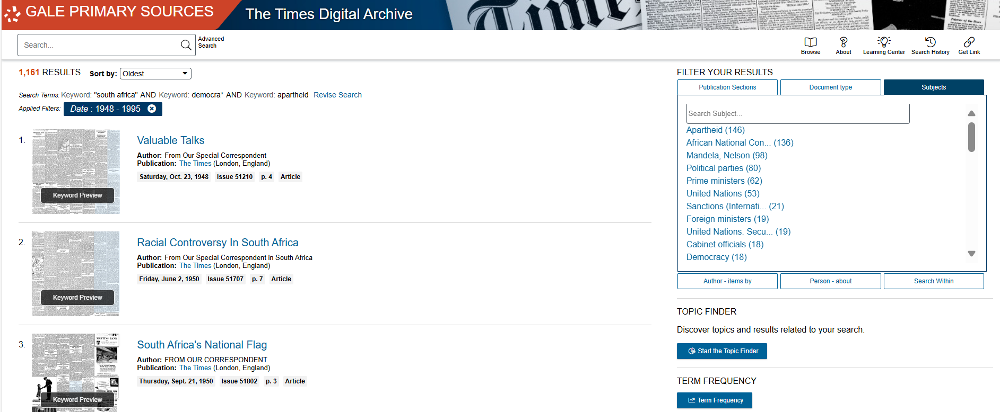 GALE PRIMARY SOURCES
The Times Digital Archive
Times
Search...
Advanced
Search
Browse
About
Learning Center
Search History
Get Link
1,161 RESULTS
Sort by: Oldest
Search Terms: Keyword: "south africa" AND Keyword: democra* AND Keyword: apartheid Revise Search
Applied Filters: Date : 1948 - 1995
1.
Keyword Preview
Valuable Talks
Author: From Our Special Correspondent
Publication: The Times (London, England)
Saturday, Oct. 23, 1948 Issue 51210 p. 4 Article
2.
Keyword Preview
Racial Controversy In South Africa
Author: From Our Special Correspondent in South Africa
Publication: The Times (London, England)
Friday, June 2, 1950 Issue 51707 p. 7 Article
3.
MARTINS BANK
Keyword Preview
South Africa's National Flag
Author: FROM OUR CORRESPONDENT
Publication: The Times (London, England)
Thursday, Sept. 21, 1950 Issue 51802 p. 3 Article
FILTER YOUR RESULTS
Publication Sections
Document type
Subjects
Search Subject...
Apartheid (146)
African National Con... (136)
Mandela, Nelson (98)
Political parties (80)
Prime ministers (62)
United Nations (53)
Sanctions (Internati... (21)
Foreign ministers (19)
United Nations. Secu... (19)
Cabinet officials (18)
Democracy (18)
Author - items by
Person - about
Search Within
TOPIC FINDER
Discover topics and results related to your search.
Start the Topic Finder
TERM FREQUENCY
Term Frequency